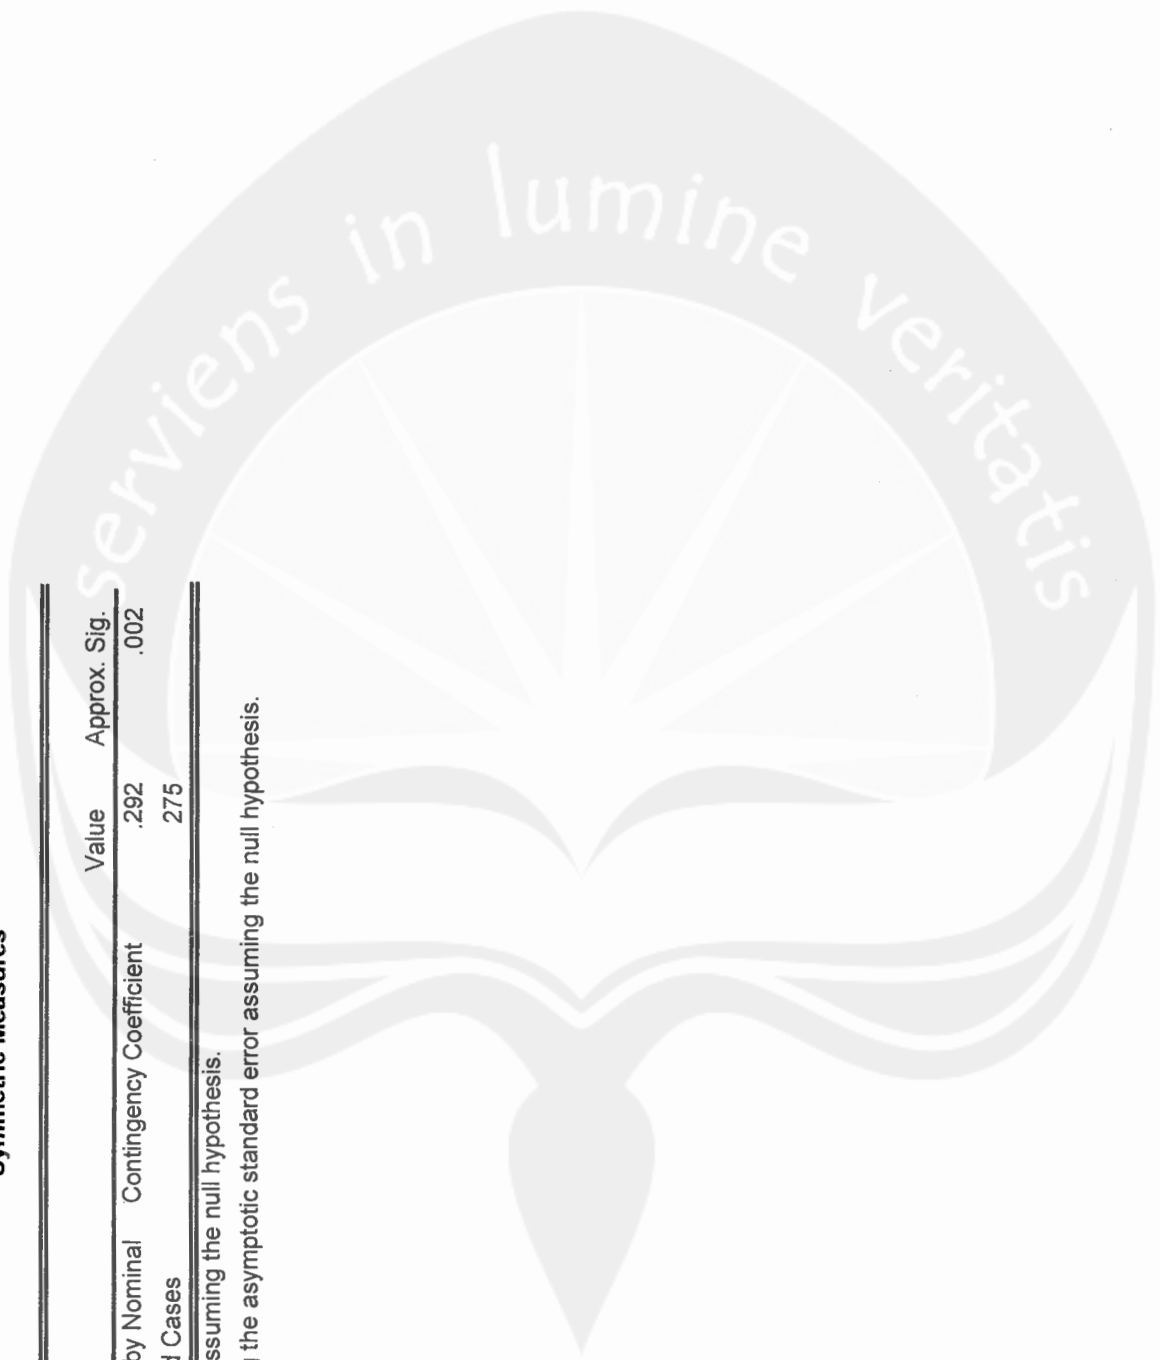 Symmetric Measures
Value Approx. Sig.
by Nominal Contingency Coefficient .292 .002
d Cases 275
ssuming the null hypothesis.
g the asymptotic standard error assuming the null hypothesis.
serviens in lumine veritatis